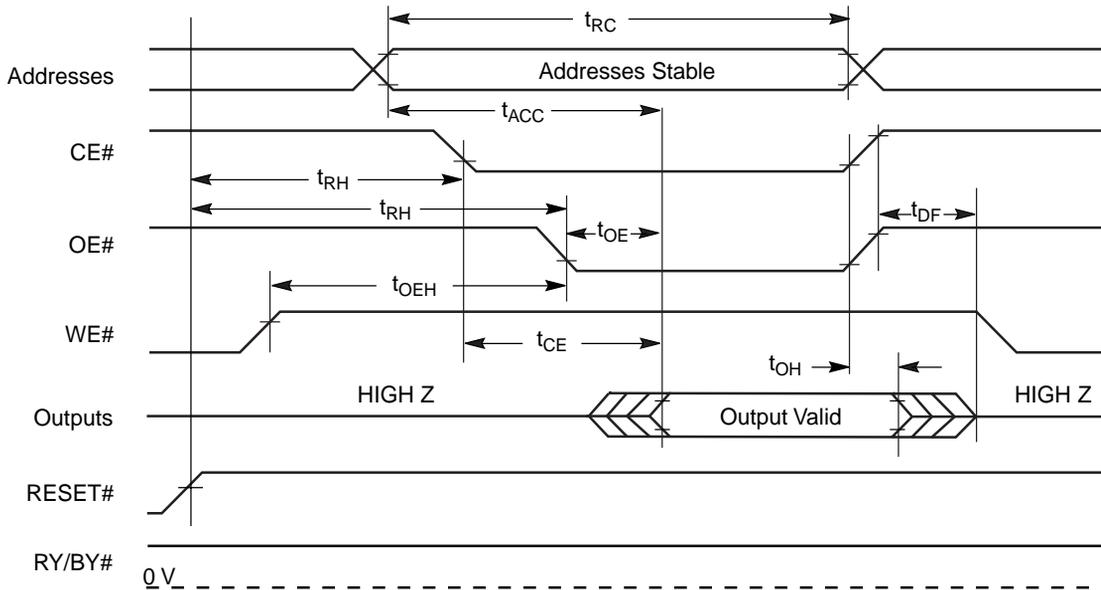 tRC
Addresses
Addresses Stable
tACC
CE#
tRH
tRH
tDF
OE#
tOE
tOEH
WE#
tCE
tOH
HIGH Z
HIGH Z
Outputs
Output Valid
RESET#
RY/BY#
0 V